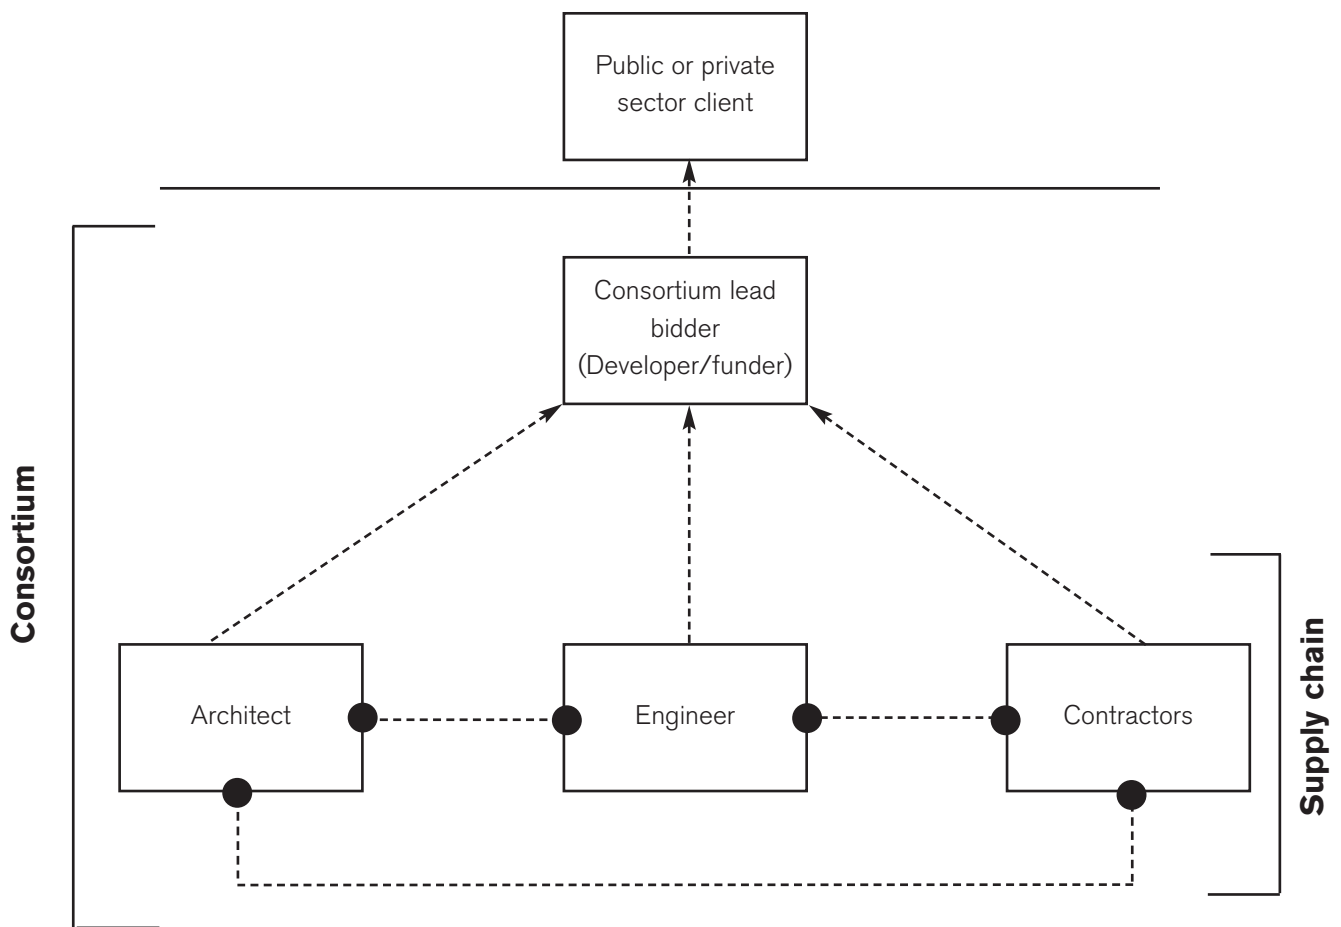 Public or private
sector client
Consortium lead
bidder
(Developer/funder)
Consortium
Architect
Engineer
Contractors
Supply chain